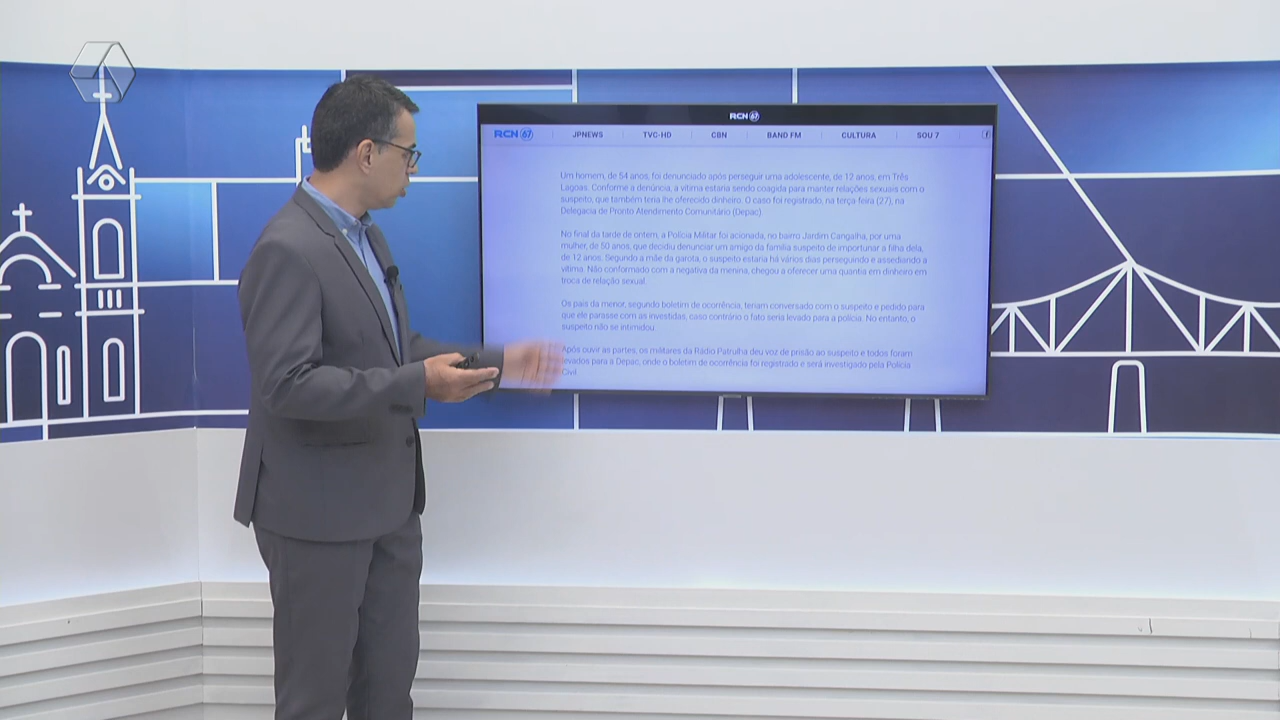 RCN 67
RCN 67 JPNEWS TVC-HD CBN BAND FM CULTURA SOU 7
Um homem, de 54 anos, foi denunciado após perseguir uma adolescente, de 12 anos, em Três
Lagoas. Conforme a denúncia, a vítima estaria sendo coagida para manter relações sexuais com o
suspeito, que também teria lhe oferecido dinheiro. O caso foi registrado, na terça-feira (27), na
Delegacia de Pronto Atendimento Comunitário (Depac).
No final da tarde de ontem, a Polícia Militar foi acionada, no bairro Jardim Cangalha, por uma
mulher, de 50 anos, que decidiu denunciar um amigo da família suspeito de importunar a filha dela,
de 12 anos. Segundo a mãe da garota, o suspeito estaria há vários dias perseguindo e assediando a
vítima. Não conformado com a negativa da menina, chegou a oferecer uma quantia em dinheiro em
troca de relação sexual.
Os pais da menor, segundo boletim de ocorrência, teriam conversado com o suspeito e pedido para
que ele parasse com as investidas, caso contrário o fato seria levado para a polícia. No entanto, o
suspeito não se intimidou.
Após ouvir as partes, os militares da Rádio Patrulha deu voz de prisão ao suspeito e todos foram
levados para a Depac, onde o boletim de ocorrência foi registrado e será investigado pela Polícia
Civil.